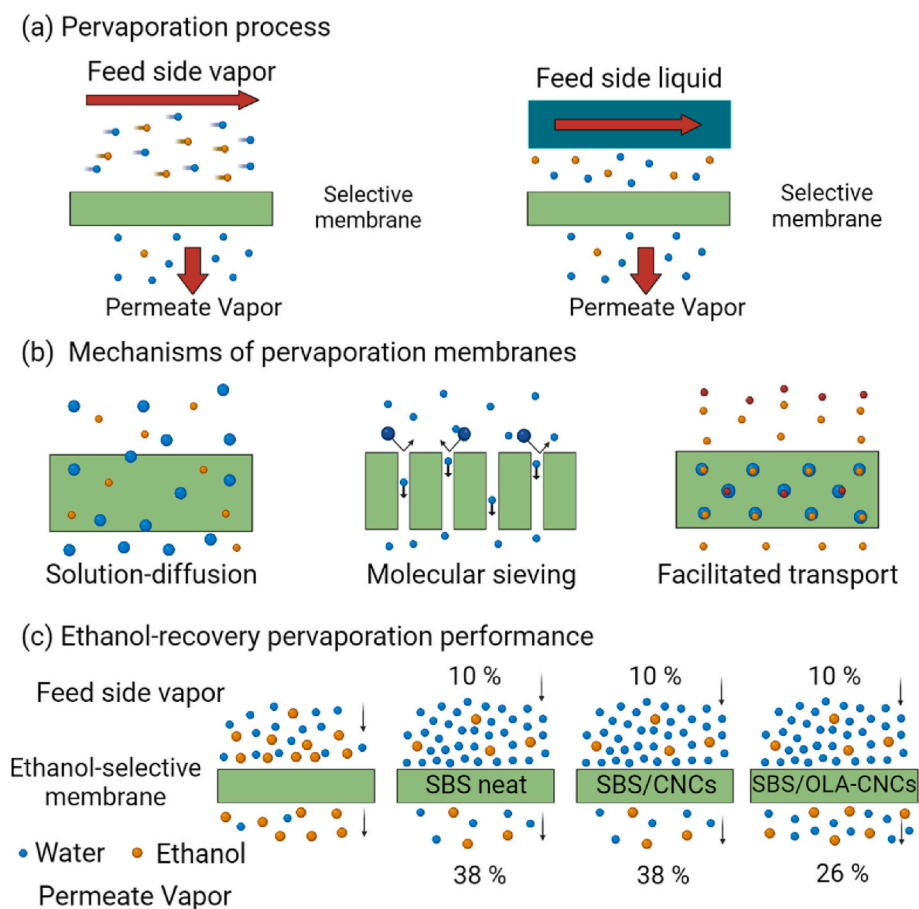 (a) Pervaporation process
Feed side vapor
Feed side liquid
Selective
membrane
Selective
membrane
Permeate Vapor
Permeate Vapor
(b) Mechanisms of pervaporation membranes
Solution-diffusion
Molecular sieving
Facilitated transport
(c) Ethanol-recovery pervaporation performance
Feed side vapor
10 %
10 %
10 %
Ethanol-selective
membrane
SBS neat
SBS/CNCs
SBS/OLA-CNCs
Water
Ethanol
38 %
38 %
26 %
Permeate Vapor